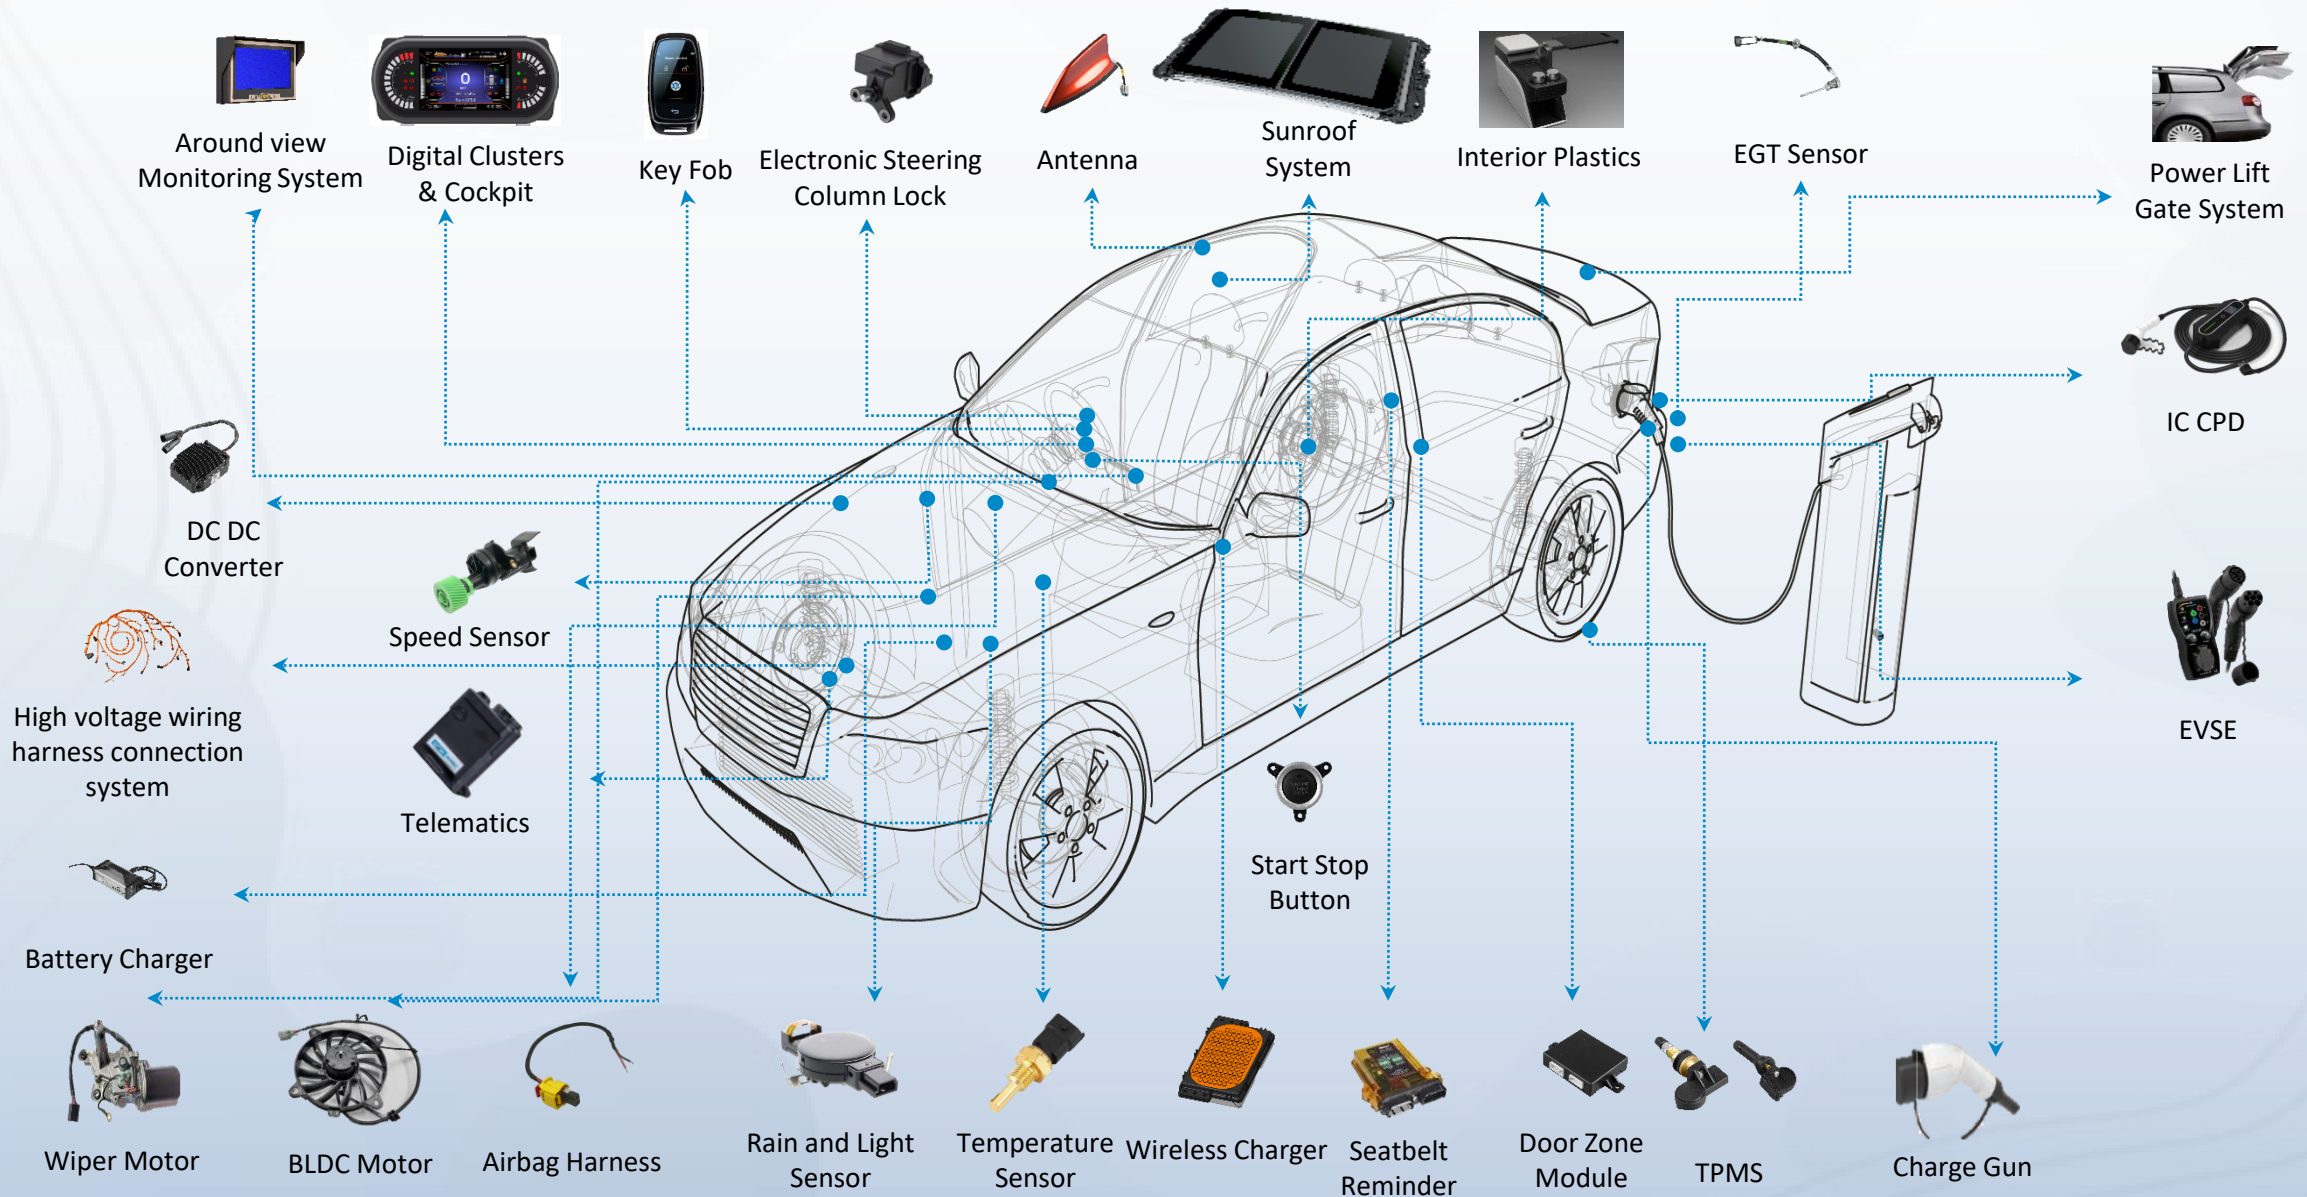 Around view
Monitoring System
Digital Clusters
& Cockpit
Key Fob
Electronic Steering
Column Lock
Antenna
Sunroof
System
Interior Plastics
EGT Sensor
Power Lift
Gate System
IC CPD
DC DC
Converter
Speed Sensor
High voltage wiring
harness connection
system
Telematics
EVSE
Start Stop
Button
Battery Charger
Wiper Motor
BLDC Motor
Airbag Harness
Rain and Light
Sensor
Temperature
Sensor
Wireless Charger
Seatbelt
Reminder
Door Zone
Module
TPMS
Charge Gun
0